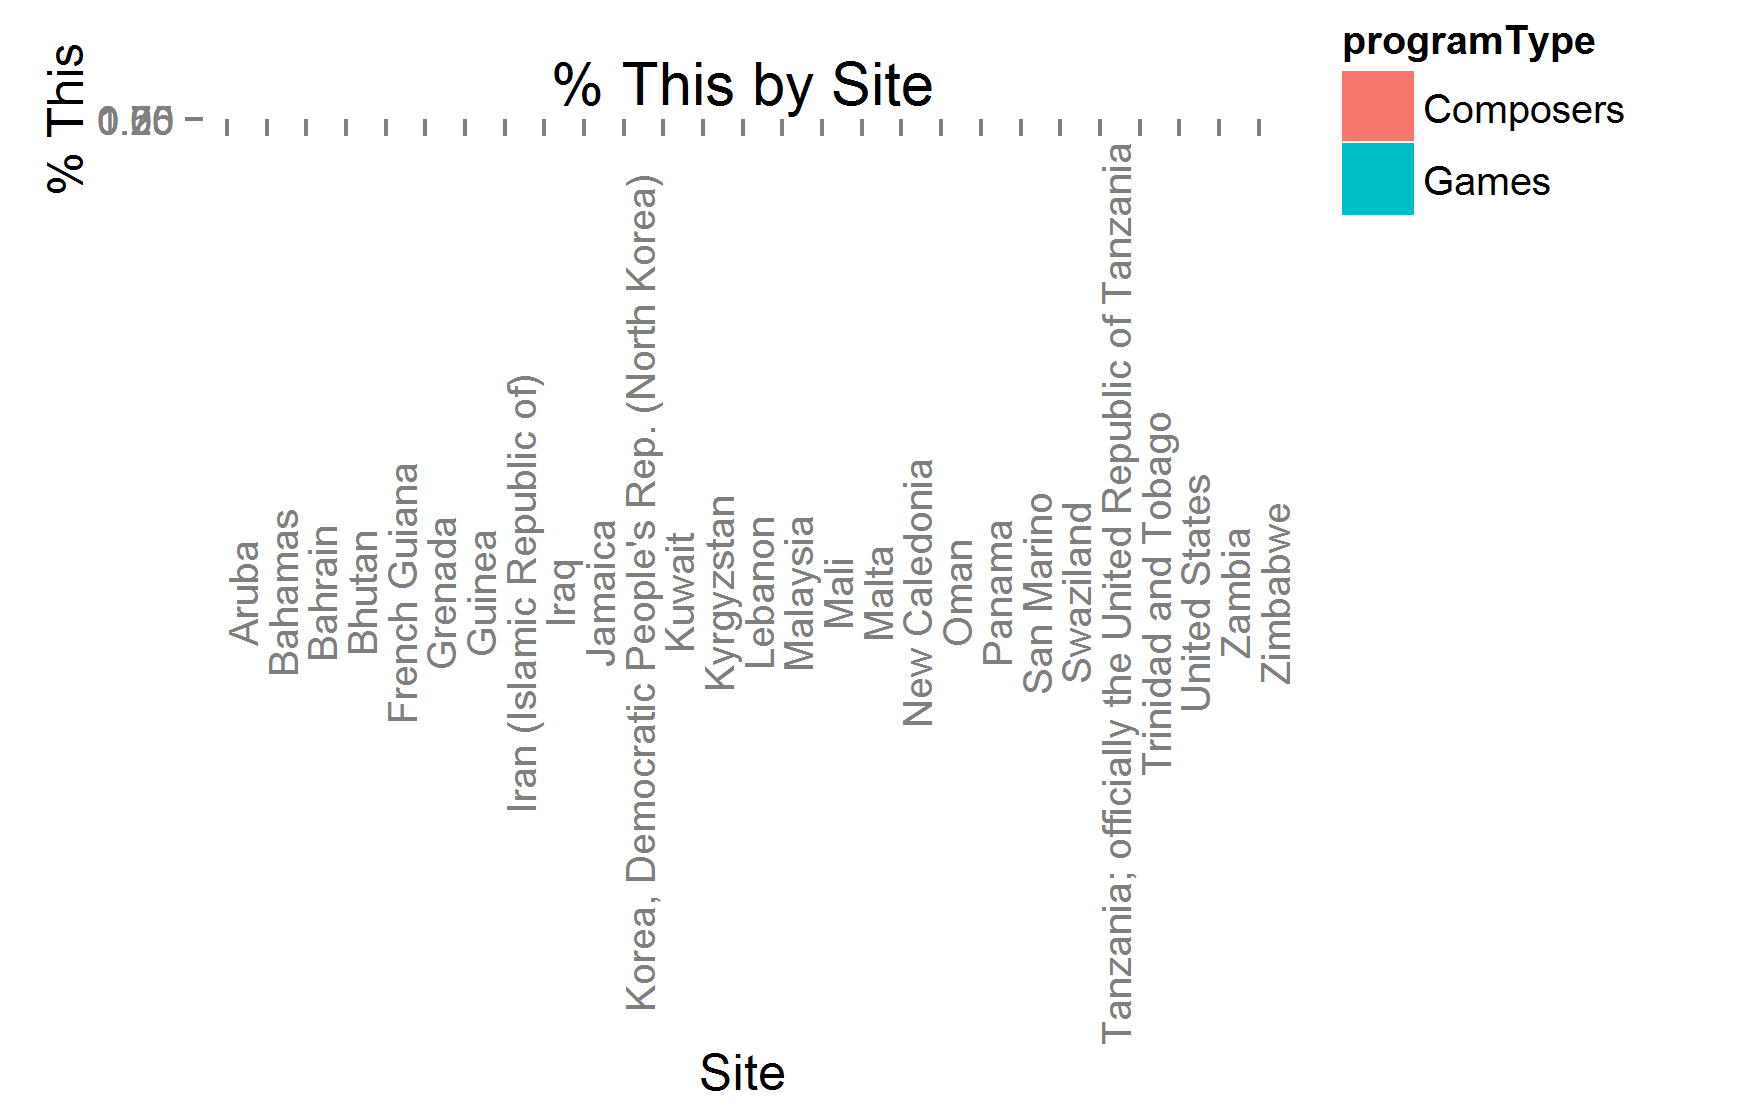 % This by Site
% This
programType
Composers
Games
Aruba
Bahamas
Bahrain
Bhutan
French Guiana
Grenada
Guinea
Iran (Islamic Republic of)
Iraq
Jamaica
Korea, Democratic People's Rep. (North Korea)
Kuwait
Kyrgyzstan
Lebanon
Malaysia
Mali
Malta
New Caledonia
Oman
Panama
San Marino
Swaziland
Tanzania; officially the United Republic of Tanzania
Trinidad and Tobago
United States
Zambia
Zimbabwe
Site